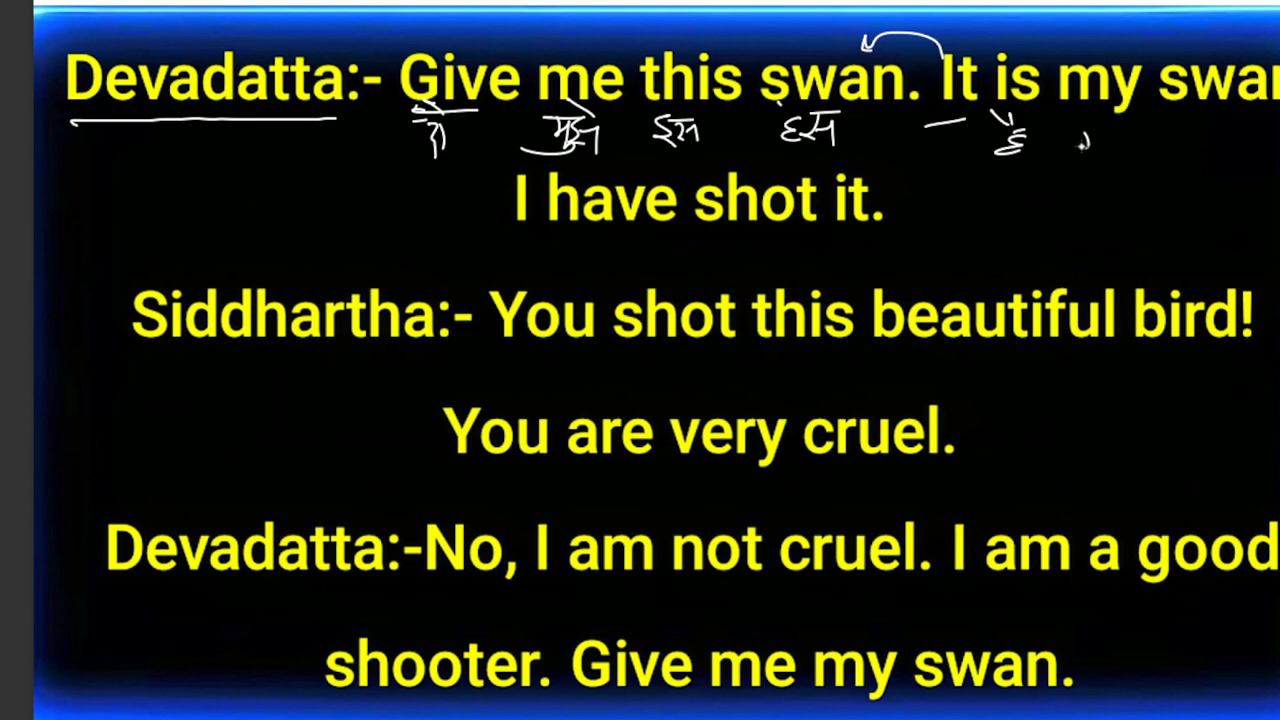 Devadatta:- Give me this swan. It is my swan
दो मुझे इस हंस — है
I have shot it.
Siddhartha:- You shot this beautiful bird!
You are very cruel.
Devadatta:-No, I am not cruel. I am a good
shooter. Give me my swan.